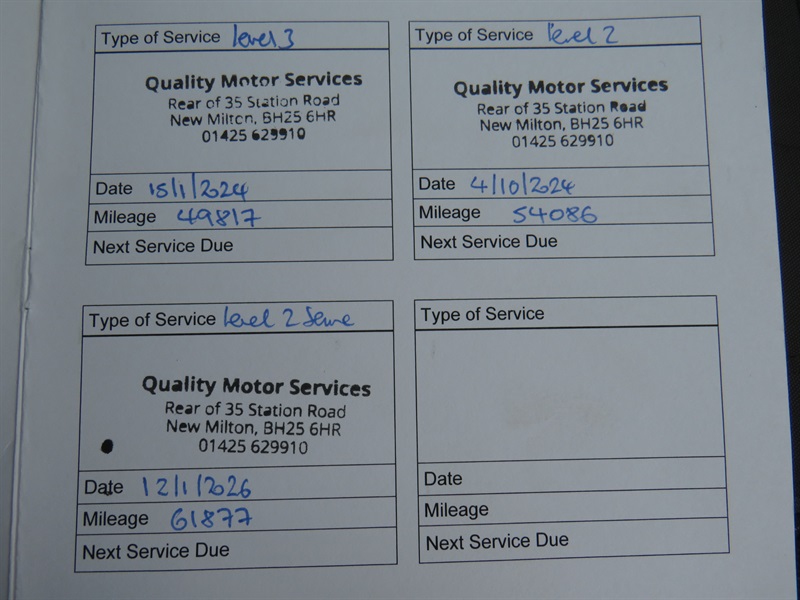 Type of Service Level 3
Quality Motor Services
Rear of 35 Station Road
New Milton, BH25 6HR
01425 629910
Date 15/1/2024
Mileage 49817
Next Service Due
Type of Service level 2
Quality Motor Services
Rear of 35 Station Road
New Milton, BH25 6HR
01425 629910
Date 4/10/2024
Mileage 54086
Next Service Due
Type of Service level 2 Serve
Quality Motor Services
Rear of 35 Station Road
New Milton, BH25 6HR
01425 629910
Date 12/1/2026
Mileage 61877
Next Service Due
Type of Service
Date
Mileage
Next Service Due